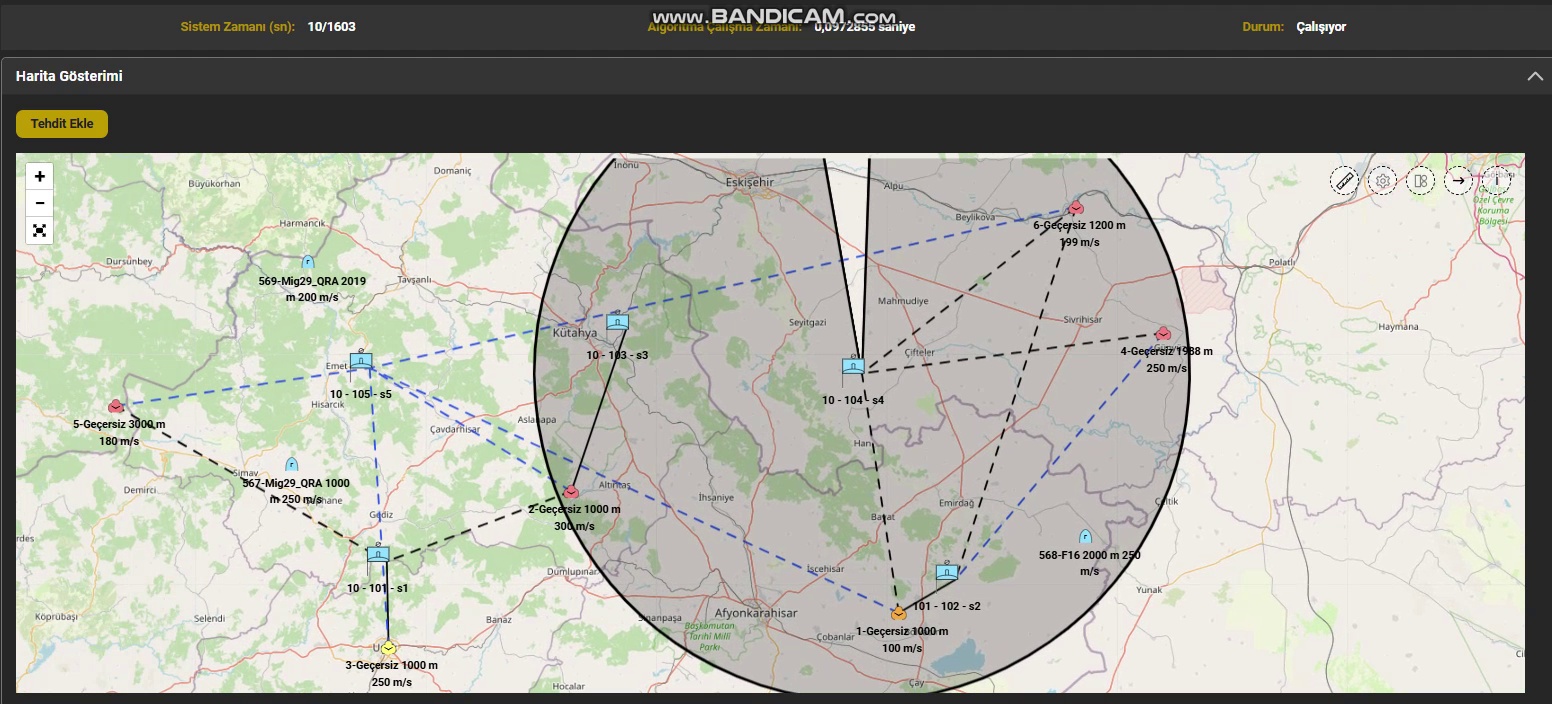 www.BANDICAM.com
Sistem Zamanı (sn): 10/1603
Algoritma Çalışma Zamanı: 0,0972855 saniye
Durum: Çalışıyor
Harita Gösterimi
Tehdit Ekle
+
−
İnönü
Domaniç
Büyükorhan
Eskişehir
Alpu
Beylikova
Özel Çevre
Koruma
Bölgesi
Harmancık
6-Geçersiz 1200 m
199 m/s
Dursunbey
Tavşanlı
Polatlı
569-Mig29_QRA 2019
m 200 m/s
Mahmudiye
Seyitgazi
Sivrihisar
Haymana
Kütahya
10 - 103 - s3
Çifteler
4-Geçersiz 1988 m
250 m/s
Emet
10 - 105 - s5
Hisarcık
10 - 104 - s4
5-Geçersiz 3000 m
180 m/s
Aslanapa
Çavdarhisar
Han
Simav
567-Mig29_QRA 1000
m 250 m/s
Demirci
Altıntaş
İhsaniye
Emirdağ
Çeltik
2-Geçersiz 1000 m
300 m/s
Gediz
Bayat
568-F16 2000 m 250
m/s
Dumlupınar
İscehisar
10 - 101 - s1
Yunak
101 - 102 - s2
Köprübaşı
Selendi
Banaz
Sinanpaşa
Afyonkarahisar
Başkomutan
Tarihî Millî
Parkı
Çobanlar
1-Geçersiz 1000 m
100 m/s
3-Geçersiz 1000 m
250 m/s
Hocalar
Çay